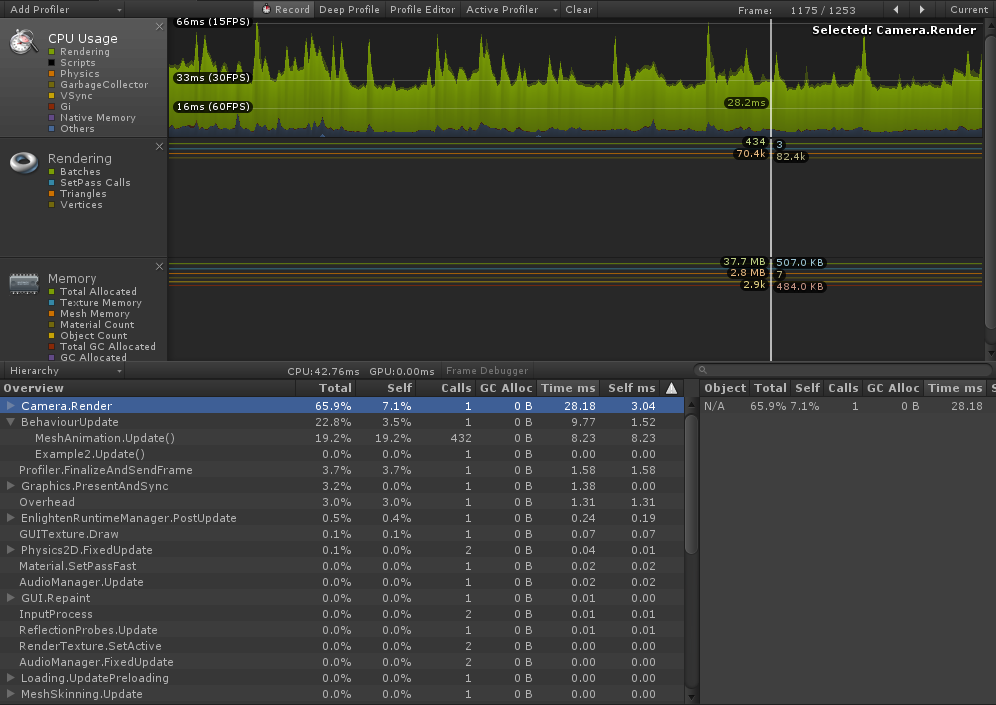 Add Profiler Record Deep Profile Profile Editor Active Profiler Clear Frame: 1175 / 1253 Current
CPU Usage
Rendering
Scripts
Physics
GarbageCollector
VSync
Gi
Native Memory
Others
66ms (15FPS)
Selected: Camera.Render
33ms (30FPS)
16ms (60FPS)
28.2ms
Rendering
Batches
SetPass Calls
Triangles
Vertices
434 3
70.4k 82.4k
Memory
Total Allocated
Texture Memory
Mesh Memory
Material Count
Object Count
Total GC Allocated
GC Allocated
37.7 MB 507.0 KB
2.8 MB 7
2.9k 484.0 KB
Hierarchy CPU:42.76ms GPU:0.00ms Frame Debugger
Overview Total Self Calls GC Alloc Time ms Self ms
Camera.Render 65.9% 7.1% 1 0 B 28.18 3.04
BehaviourUpdate 22.8% 3.5% 1 0 B 9.77 1.52
MeshAnimation.Update() 19.2% 19.2% 432 0 B 8.23 8.23
Example2.Update() 0.0% 0.0% 1 0 B 0.00 0.00
Profiler.FinalizeAndSendFrame 3.7% 3.7% 1 0 B 1.58 1.58
Graphics.PresentAndSync 3.2% 0.0% 1 0 B 1.38 0.00
Overhead 3.0% 3.0% 1 0 B 1.31 1.31
EnlightenRuntimeManager.PostUpdate 0.5% 0.4% 1 0 B 0.24 0.19
GUITexture.Draw 0.1% 0.1% 1 0 B 0.07 0.07
Physics2D.FixedUpdate 0.1% 0.0% 2 0 B 0.04 0.01
Material.SetPassFast 0.0% 0.0% 1 0 B 0.02 0.02
AudioManager.Update 0.0% 0.0% 1 0 B 0.02 0.02
GUI.Repaint 0.0% 0.0% 1 0 B 0.01 0.00
InputProcess 0.0% 0.0% 2 0 B 0.01 0.01
ReflectionProbes.Update 0.0% 0.0% 1 0 B 0.01 0.01
RenderTexture.SetActive 0.0% 0.0% 2 0 B 0.00 0.00
AudioManager.FixedUpdate 0.0% 0.0% 2 0 B 0.00 0.00
Loading.UpdatePreloading 0.0% 0.0% 1 0 B 0.00 0.00
MeshSkinning.Update 0.0% 0.0% 1 0 B 0.00 0.00
Object Total Self Calls GC Alloc Time ms S
N/A 65.9% 7.1% 1 0 B 28.18